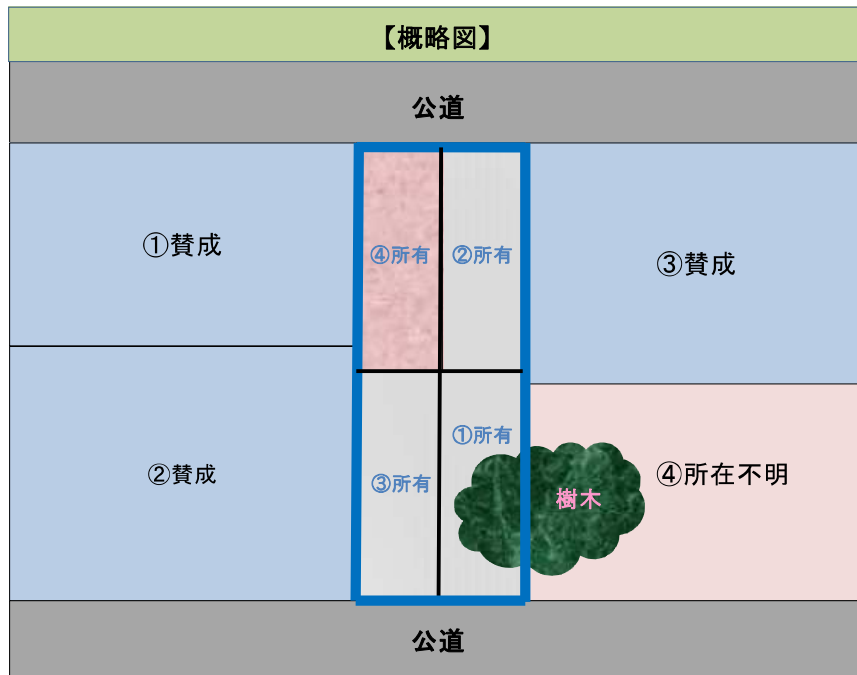 【概略図】
公道
①賛成
④所有
②所有
③賛成
②賛成
③所有
①所有
樹木
④所在不明
公道